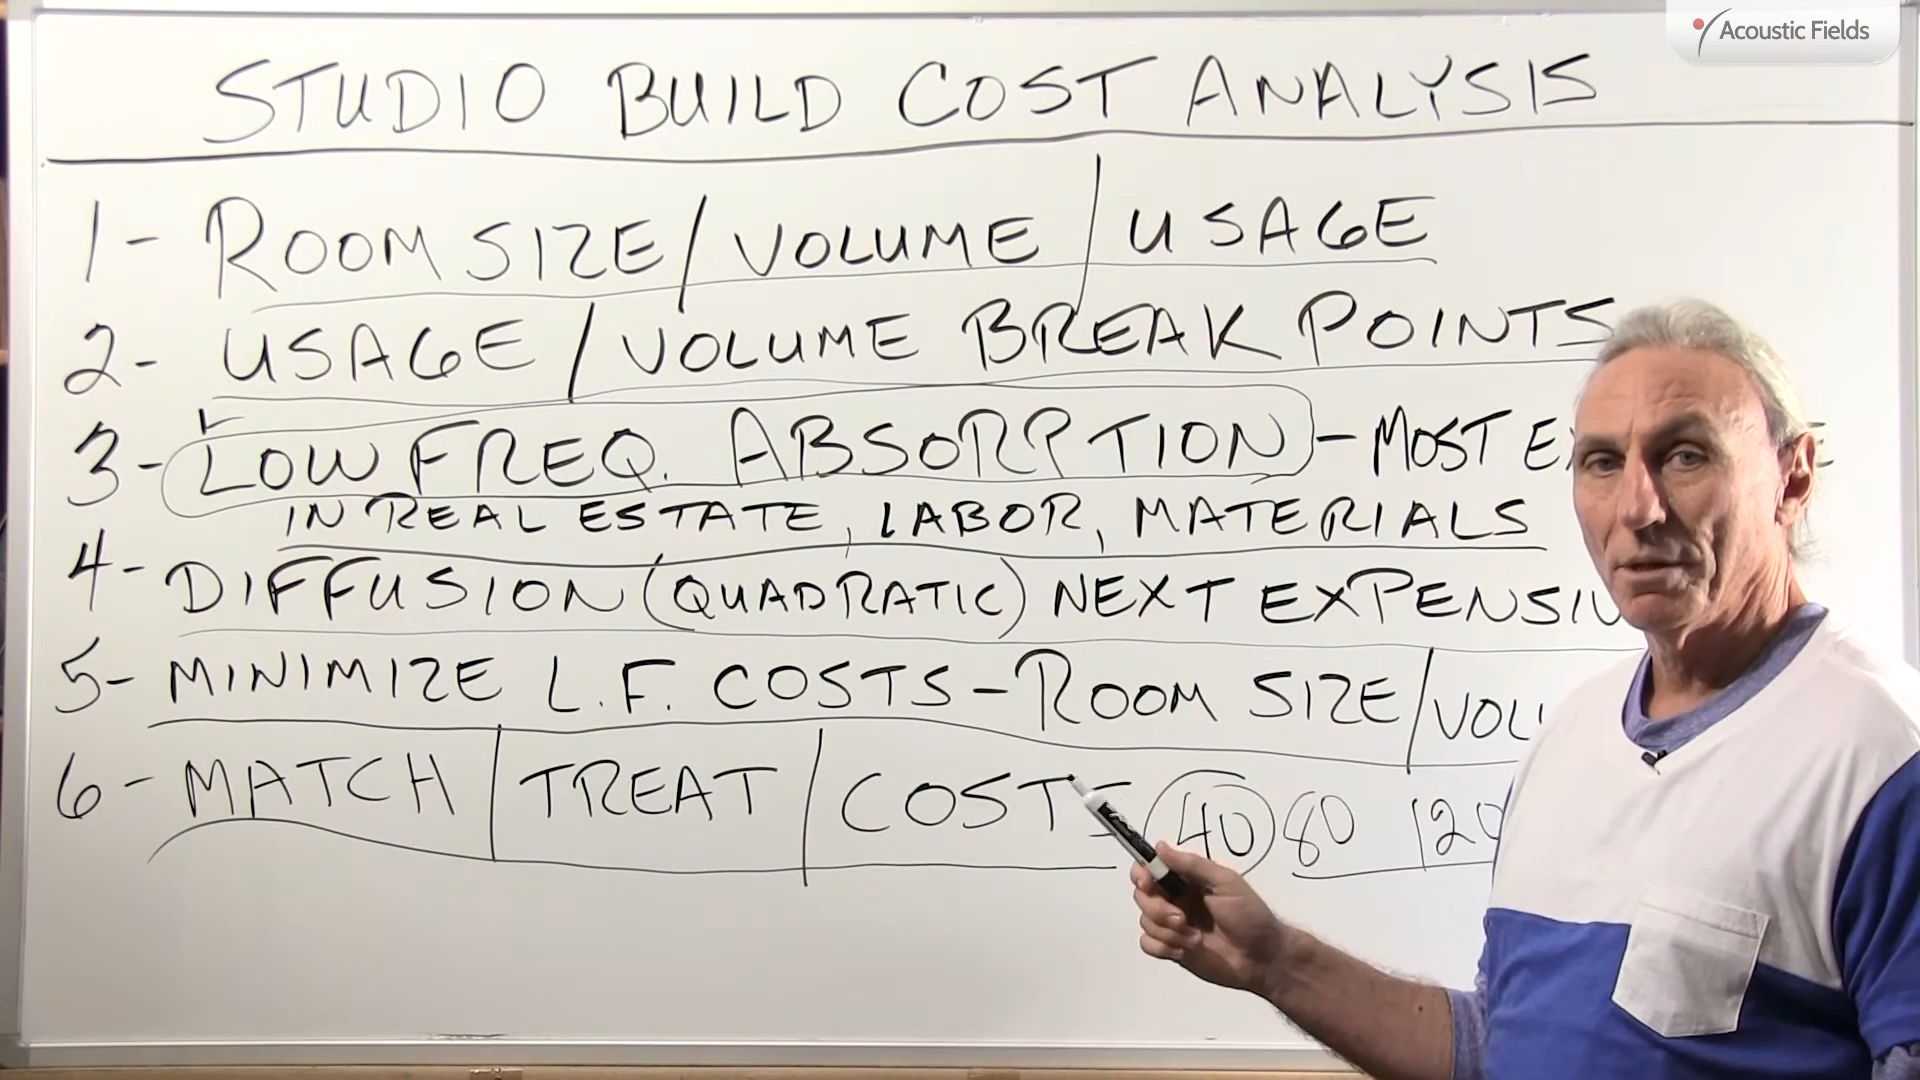 Acoustic Fields
STUDIO BUILD COST ANALYSIS
1- ROOM SIZE/VOLUME/USAGE
2- USAGE/VOLUME BREAK POINTS
3- LOW FREQ. ABSORPTION - MOST
IN REAL ESTATE, LABOR, MATERIALS
4- DIFFUSION (QUADRATIC) NEXT
5- MINIMIZE L.F. COSTS - ROOM SIZE/
6- MATCH/TREAT/COSTS 40 80 120